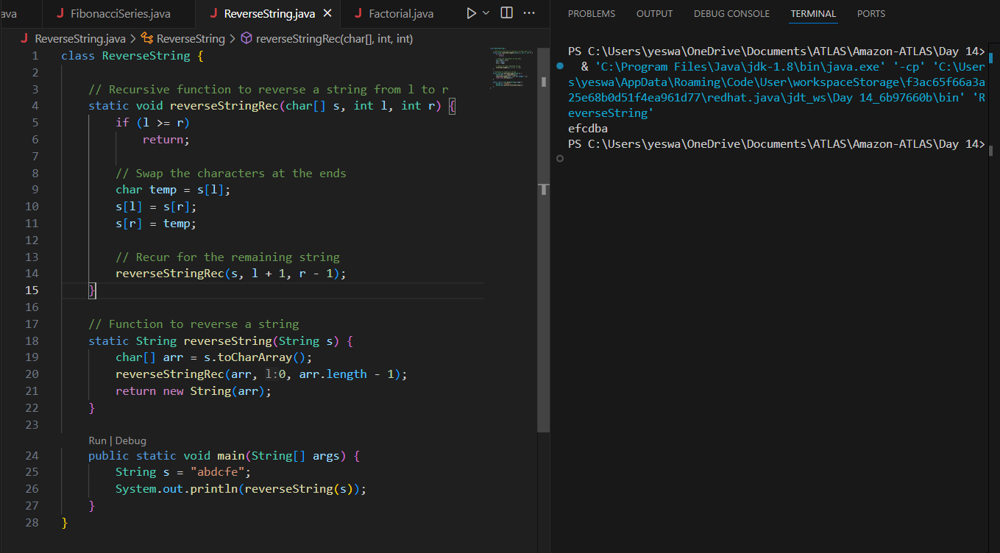 ava
J FibonacciSeries.java
J ReverseString.java
J Factorial.java
J ReverseString.java > ReverseString > reverseStringRec(char[], int, int)
1 class ReverseString {
2
3 // Recursive function to reverse a string from l to r
4 static void reverseStringRec(char[] s, int l, int r) {
5 if (l >= r)
6 return;
7
8 // Swap the characters at the ends
9 char temp = s[l];
10 s[l] = s[r];
11 s[r] = temp;
12
13 // Recur for the remaining string
14 reverseStringRec(s, l + 1, r - 1);
15 }
16
17 // Function to reverse a string
18 static String reverseString(String s) {
19 char[] arr = s.toCharArray();
20 reverseStringRec(arr, l:0, arr.length - 1);
21 return new String(arr);
22 }
23
Run | Debug
24 public static void main(String[] args) {
25 String s = "abdcfe";
26 System.out.println(reverseString(s));
27 }
28 }
PROBLEMS OUTPUT DEBUG CONSOLE TERMINAL PORTS
PS C:\Users\yeswa\OneDrive\Documents\ATLAS\Amazon-ATLAS\Day 14>
& 'C:\Program Files\Java\jdk-1.8\bin\java.exe' '-cp' 'C:\User
s\yeswa\AppData\Roaming\Code\User\workspaceStorage\f3ac65f66a3a
25e68b0d51f4ea961d77\redhat.java\jdt_ws\Day 14_6b97660b\bin' 'R
everseString'
efcdba
PS C:\Users\yeswa\OneDrive\Documents\ATLAS\Amazon-ATLAS\Day 14>